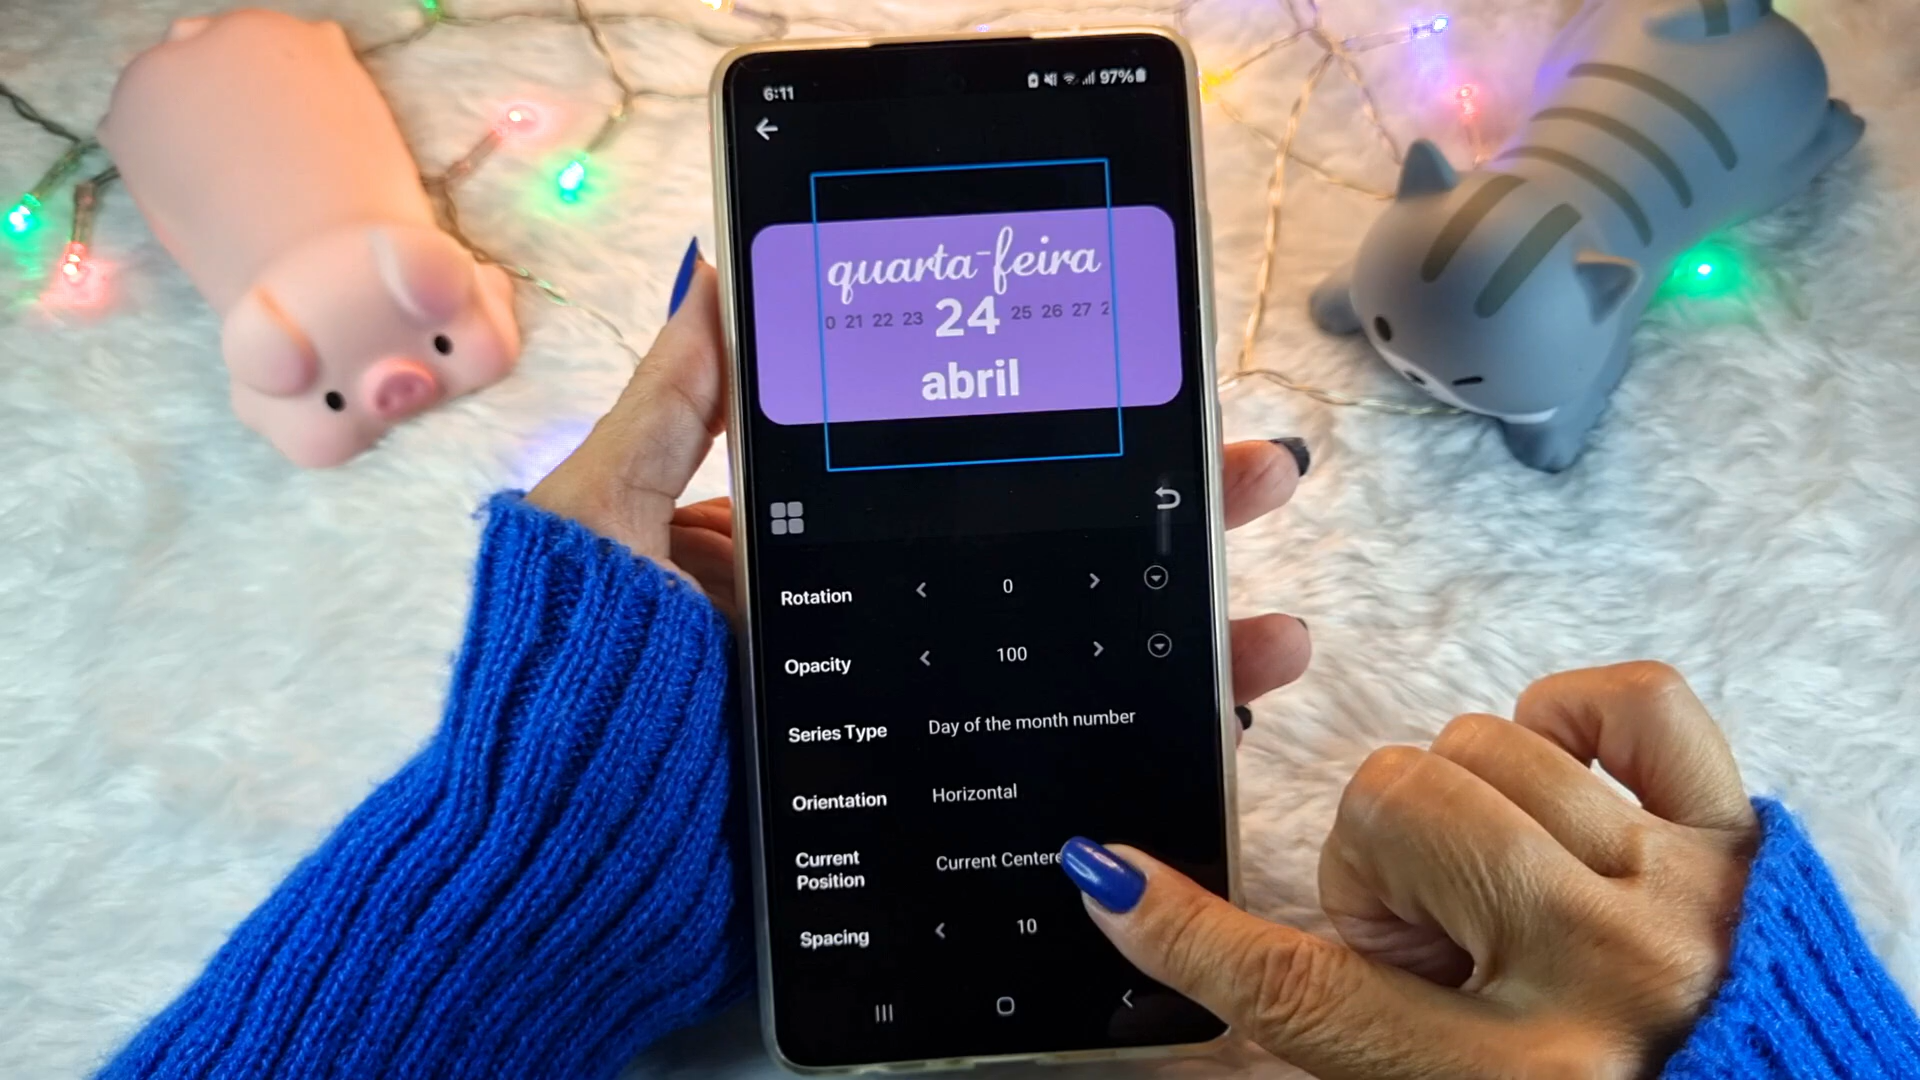 6:11
97%
quarta-feira
0 21 22 23 24 25 26 27 2
abril
Rotation 0
Opacity 100
Series Type Day of the month number
Orientation Horizontal
Current Position Current Centere
Spacing 10